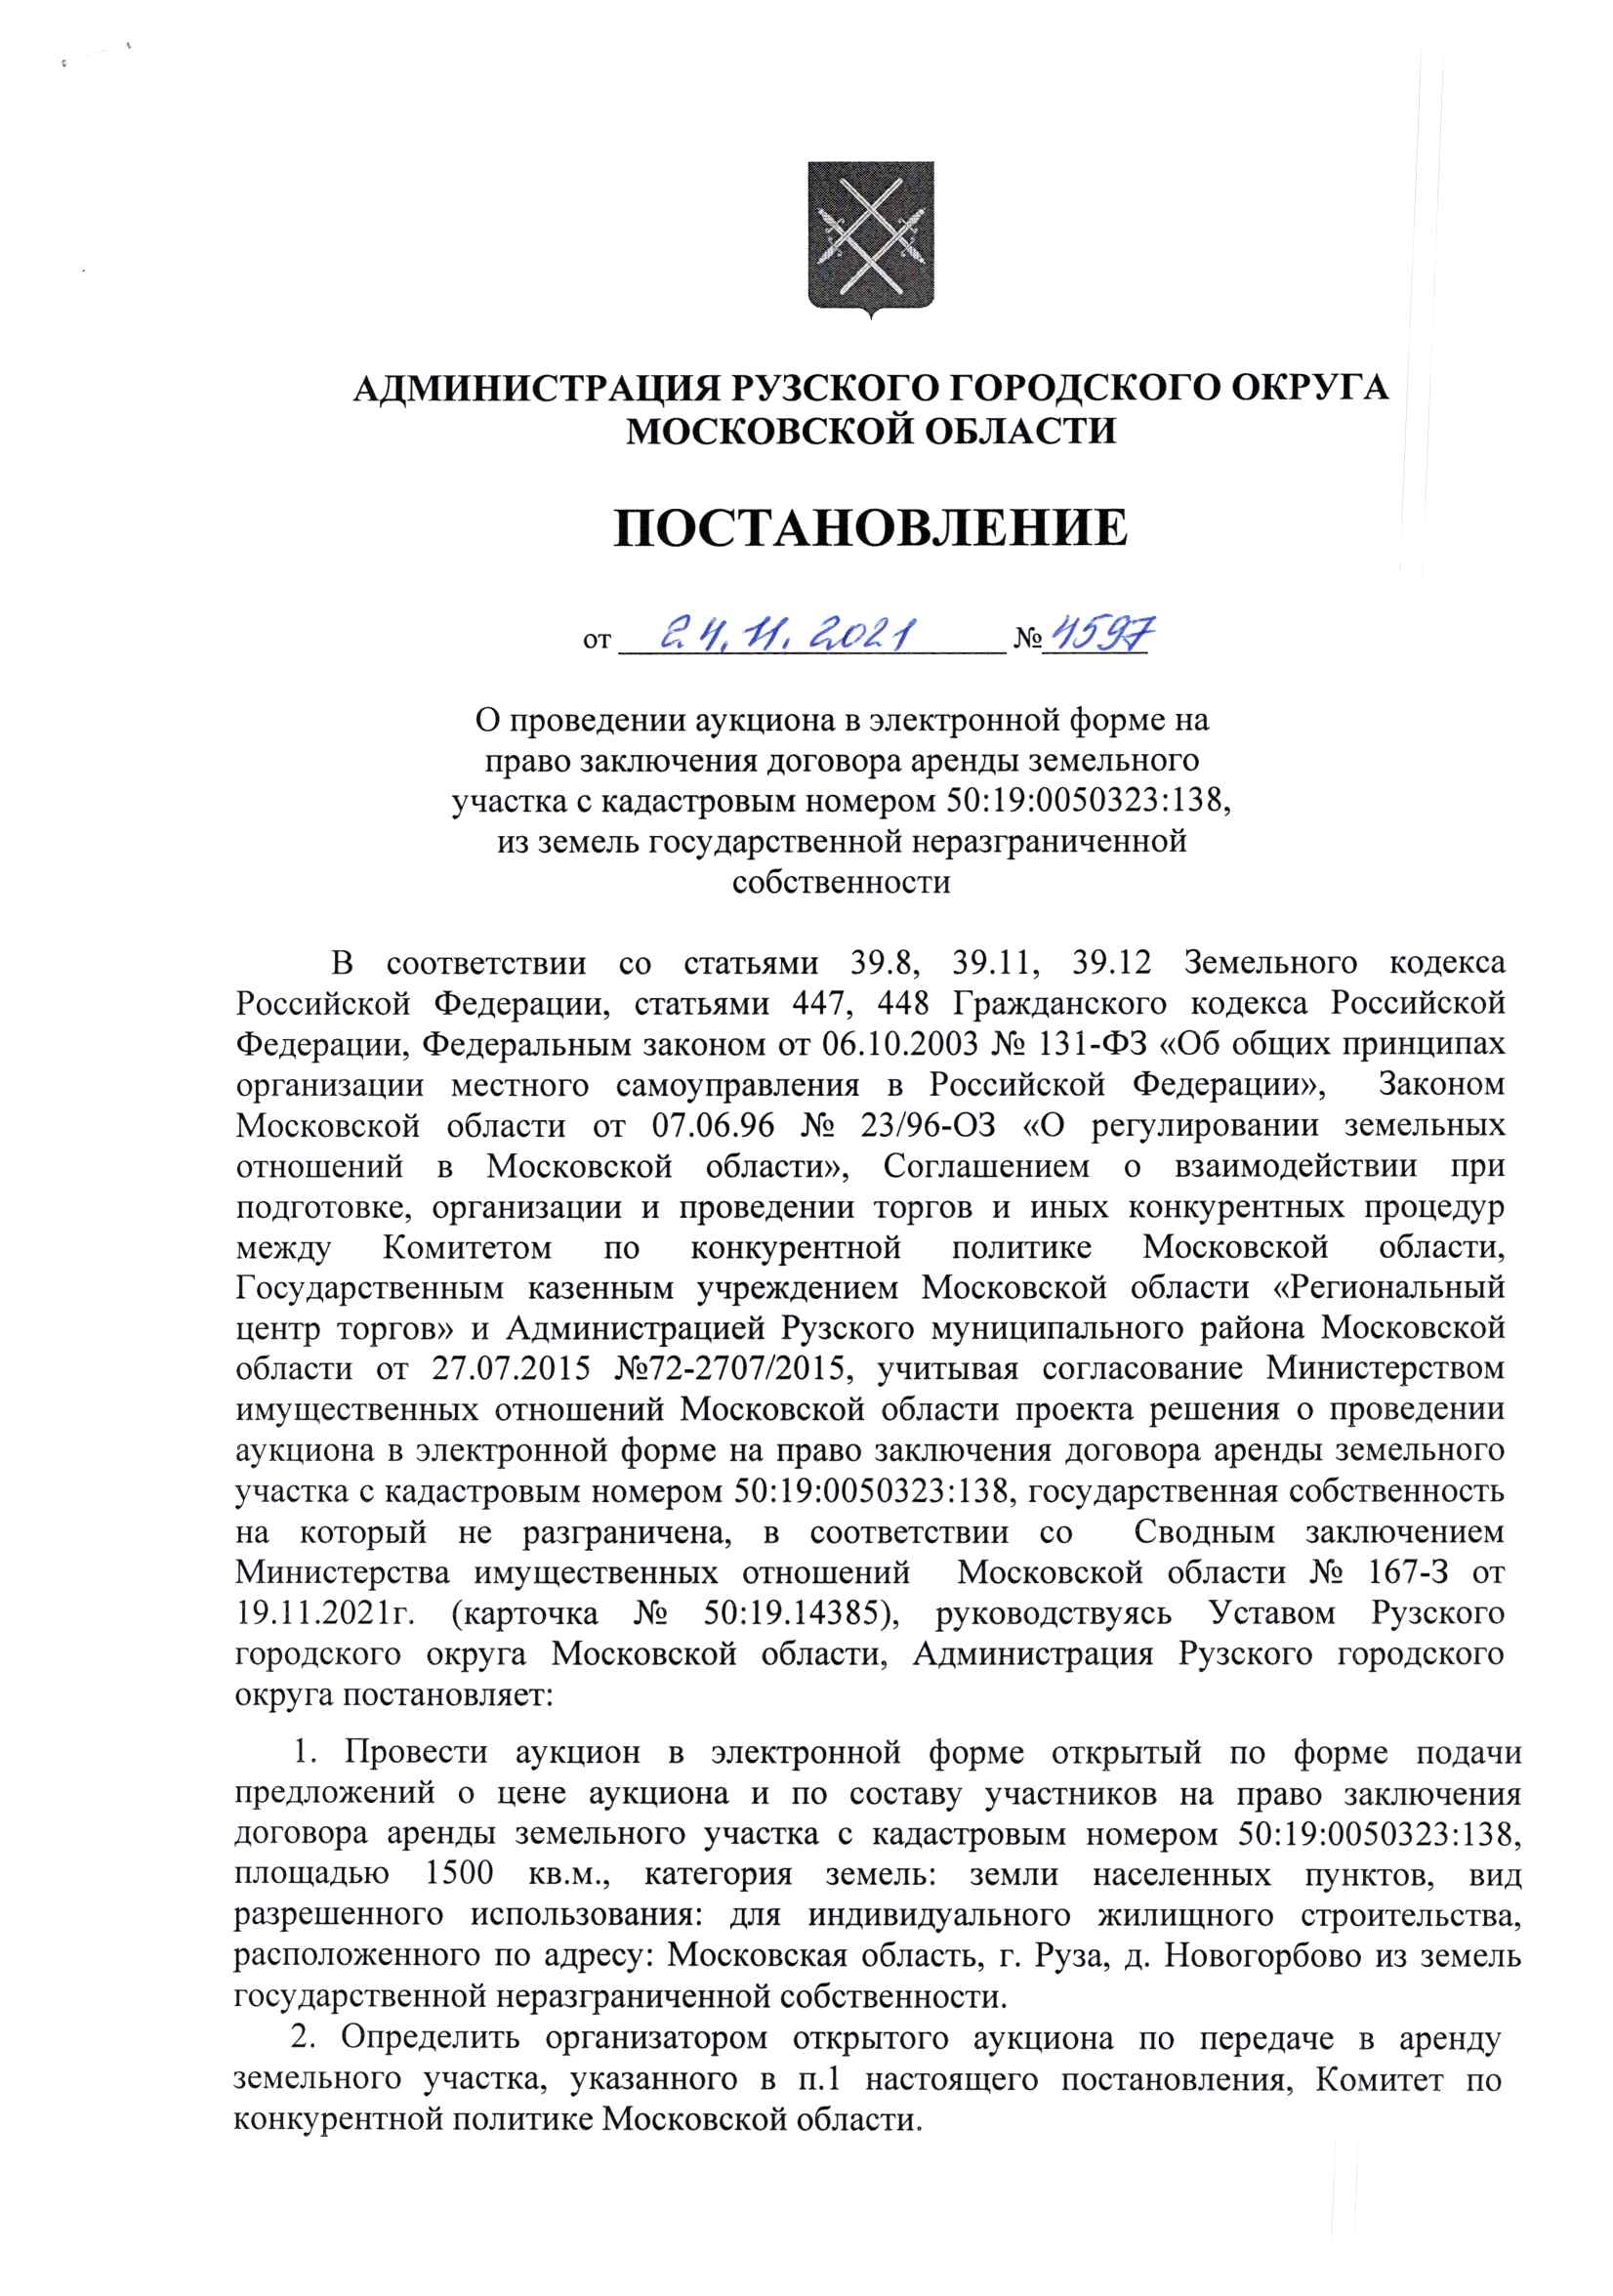 АДМИНИСТРАЦИЯ РУЗСКОГО ГОРОДСКОГО ОКРУГА
МОСКОВСКОЙ ОБЛАСТИ
ПОСТАНОВЛЕНИЕ
от 24.11.2021 № 4597
О проведении аукциона в электронной форме на
право заключения договора аренды земельного
участка с кадастровым номером 50:19:0050323:138,
из земель государственной неразграниченной
собственности
В соответствии со статьями 39.8, 39.11, 39.12 Земельного кодекса
Российской Федерации, статьями 447, 448 Гражданского кодекса Российской
Федерации, Федеральным законом от 06.10.2003 № 131-ФЗ «Об общих принципах
организации местного самоуправления в Российской Федерации», Законом
Московской области от 07.06.96 № 23/96-ОЗ «О регулировании земельных
отношений в Московской области», Соглашением о взаимодействии при
подготовке, организации и проведении торгов и иных конкурентных процедур
между Комитетом по конкурентной политике Московской области,
Государственным казенным учреждением Московской области «Региональный
центр торгов» и Администрацией Рузского муниципального района Московской
области от 27.07.2015 №72-2707/2015, учитывая согласование Министерством
имущественных отношений Московской области проекта решения о проведении
аукциона в электронной форме на право заключения договора аренды земельного
участка с кадастровым номером 50:19:0050323:138, государственная собственность
на который не разграничена, в соответствии со Сводным заключением
Министерства имущественных отношений Московской области № 167-З от
19.11.2021г. (карточка № 50:19.14385), руководствуясь Уставом Рузского
городского округа Московской области, Администрация Рузского городского
округа постановляет:
1. Провести аукцион в электронной форме открытый по форме подачи
предложений о цене аукциона и по составу участников на право заключения
договора аренды земельного участка с кадастровым номером 50:19:0050323:138,
площадью 1500 кв.м., категория земель: земли населенных пунктов, вид
разрешенного использования: для индивидуального жилищного строительства,
расположенного по адресу: Московская область, г. Руза, д. Новогорбово из земель
государственной неразграниченной собственности.
2. Определить организатором открытого аукциона по передаче в аренду
земельного участка, указанного в п.1 настоящего постановления, Комитет по
конкурентной политике Московской области.